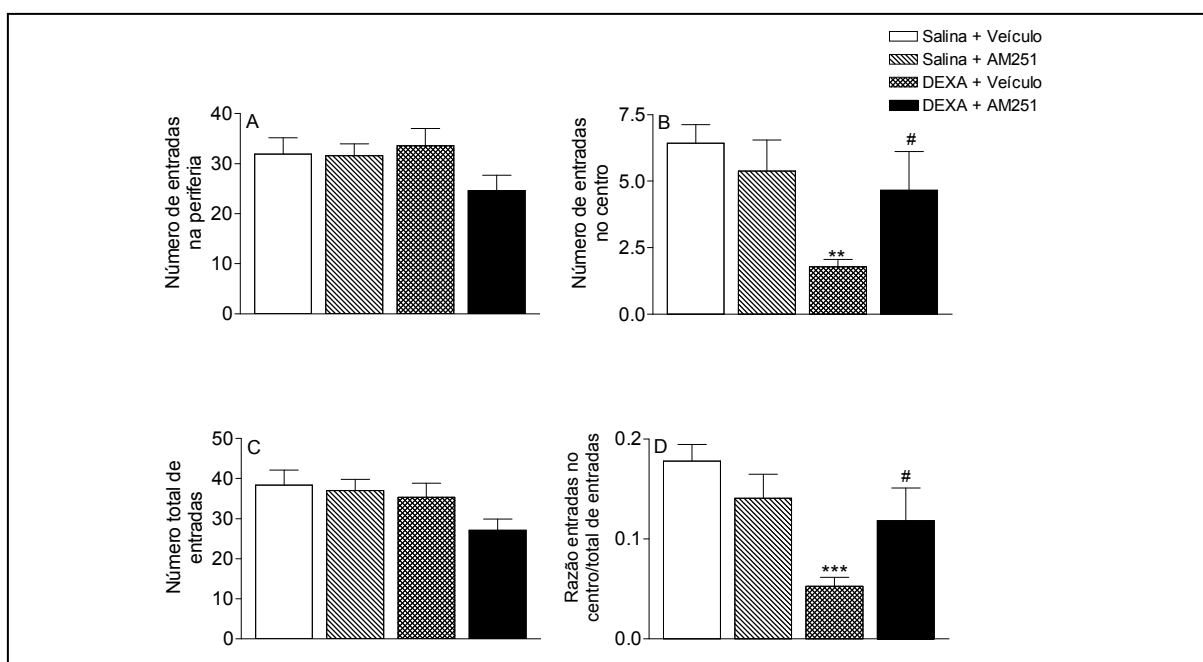 Salina + Veículo
Salina + AM251
DEXA + Veículo
DEXA + AM251
A
Número de entradas
na periferia
40
30
20
10
0
B
Número de entradas
no centro
7.5
5.0
2.5
0.0
**
#
C
Número total de
entradas
50
40
30
20
10
0
D
Razão entradas no
centro/total de entradas
0.2
0.1
0.0
***
#